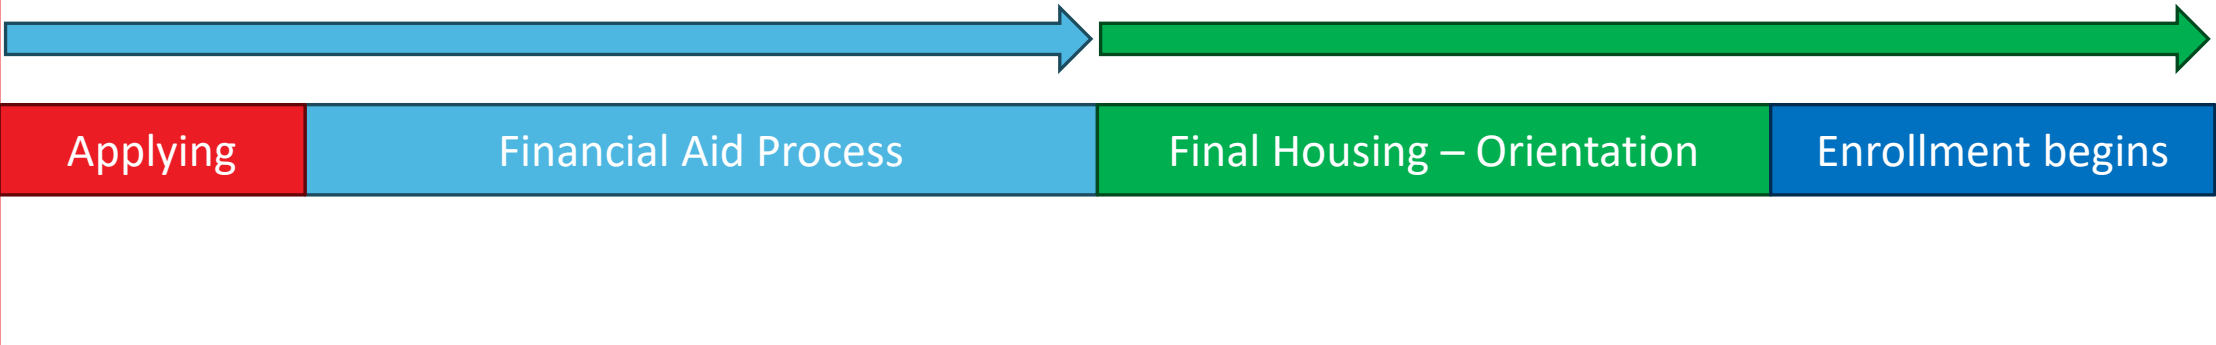 Applying
Financial Aid Process
Final Housing – Orientation
Enrollment begins